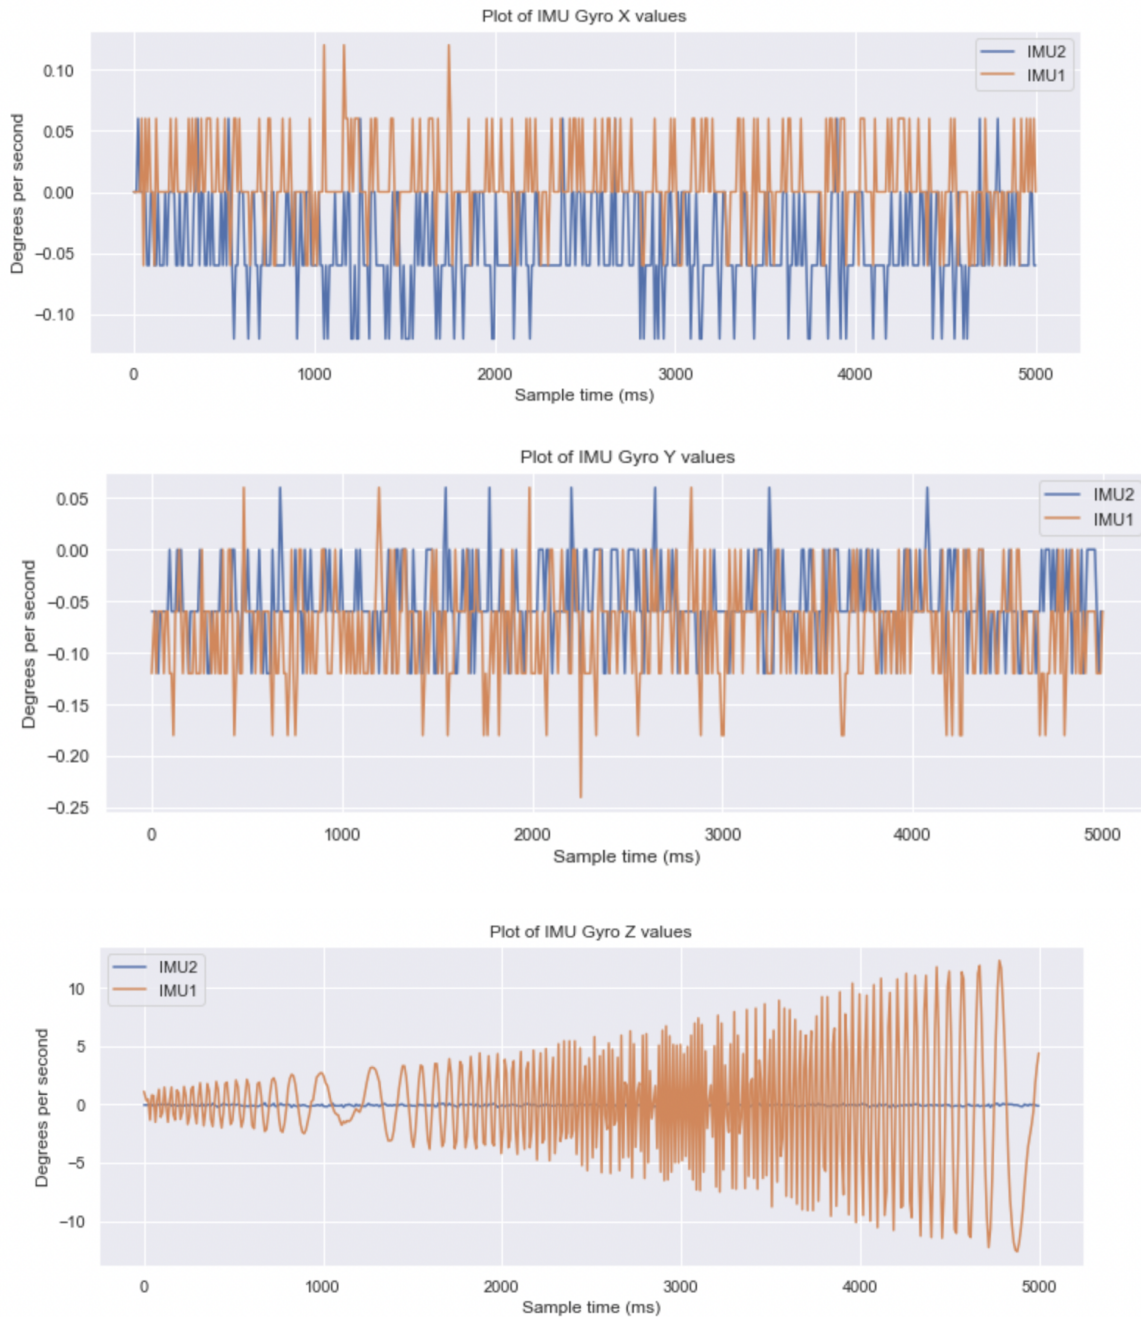 Plot of IMU Gyro X values
IMU2
IMU1
0.10
0.05
0.00
−0.05
−0.10
Degrees per second
0 1000 2000 3000 4000 5000
Sample time (ms)
Plot of IMU Gyro Y values
IMU2
IMU1
0.05
0.00
−0.05
−0.10
−0.15
−0.20
−0.25
Degrees per second
0 1000 2000 3000 4000 5000
Sample time (ms)
Plot of IMU Gyro Z values
IMU2
IMU1
10
5
0
−5
−10
Degrees per second
0 1000 2000 3000 4000 5000
Sample time (ms)